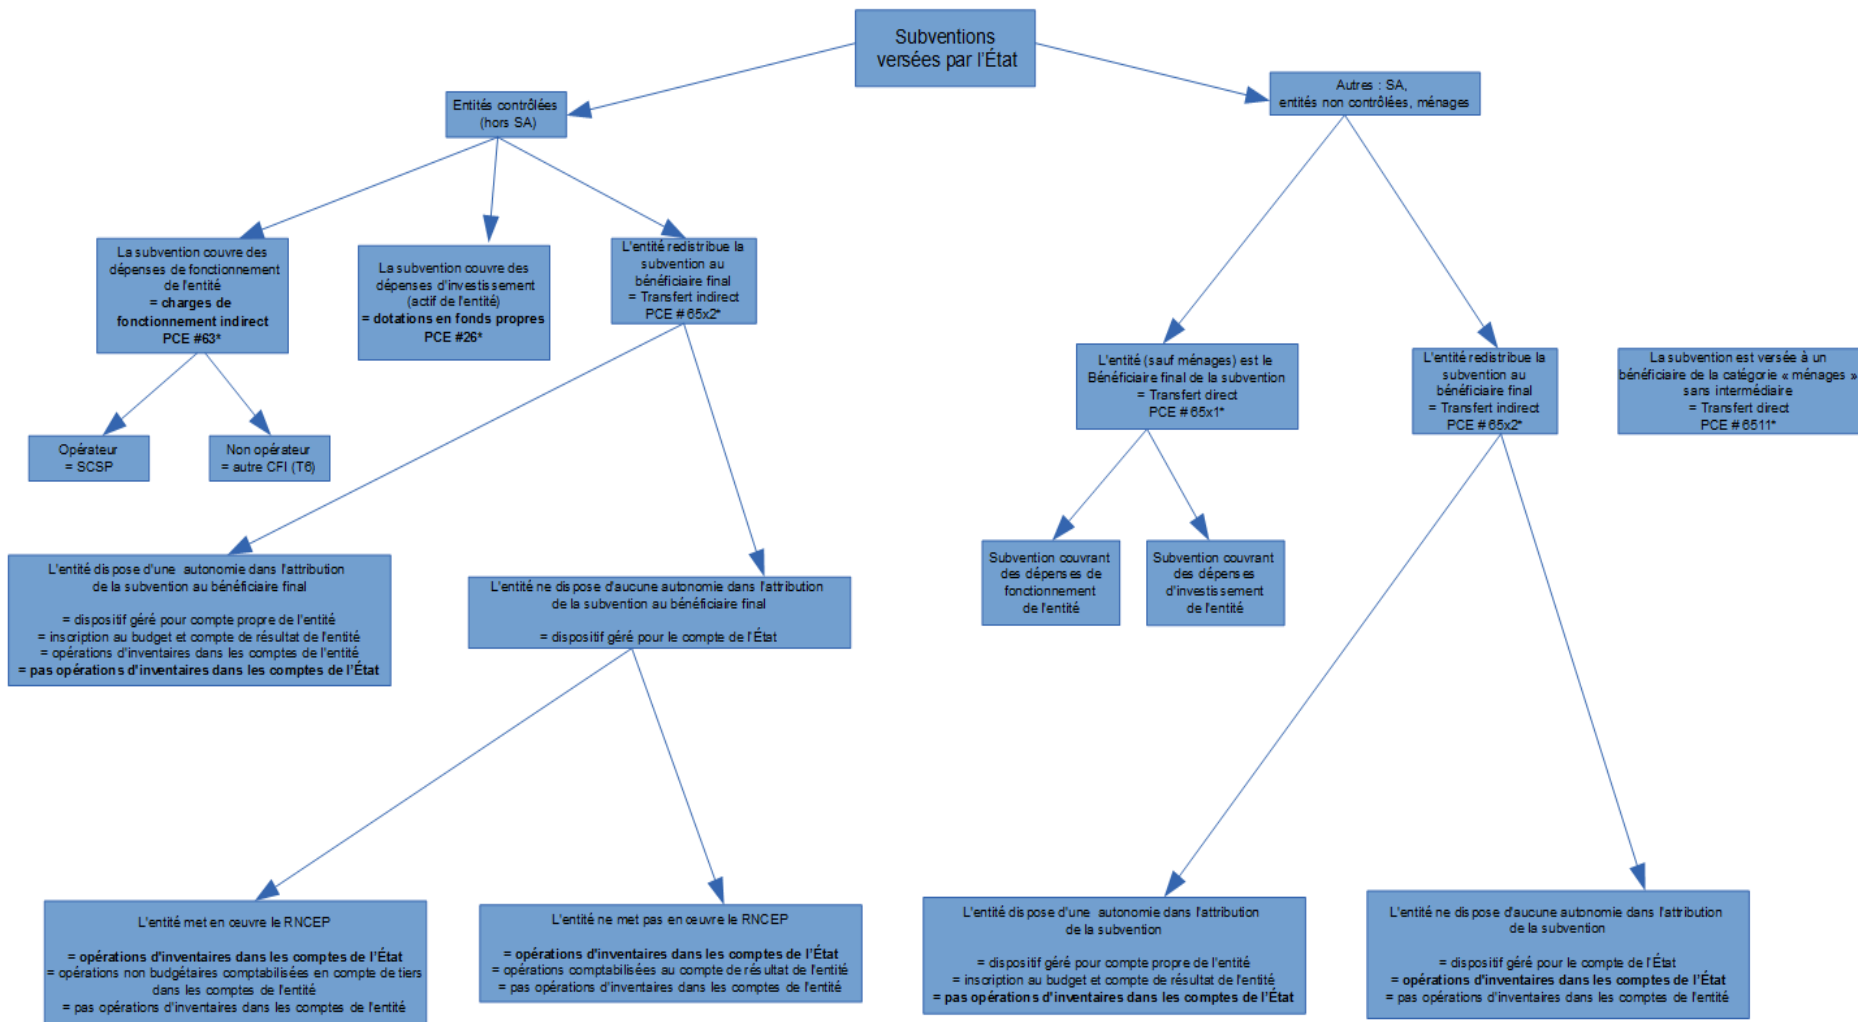 Subventions
versées par l'État
Autres : SA,
entités non contrôlées, ménages
Entités contrôlées
(hors SA)
La subvention couvre des
dépenses de fonctionnement
de l'entité
= charges de
fonctionnement indirect
PCE #63*
La subvention couvre des
dépenses d'investissement
(actif de l'entité)
= dotations en fonds propres
PCE #26*
L'entité redistribue la
subvention au
bénéficiaire final
= Transfert indirect
PCE # 65x2*
L'entité (sauf ménages) est le
Bénéficiaire final de la subvention
= Transfert direct
PCE # 65x1*
L'entité redistribue la
subvention au
bénéficiaire final
= Transfert indirect
PCE # 65x2*
La subvention est versée à un
bénéficiaire de la catégorie « ménages »
sans intermédiaire
= Transfert direct
PCE # 6511*
Opérateur
= SCSP
Non opérateur
= autre CFI (T6)
L'entité dispose d'une autonomie dans l'attribution
de la subvention au bénéficiaire final
= dispositif géré pour compte propre de l'entité
= inscription au budget et compte de résultat de l'entité
= opérations d'inventaires dans les comptes de l'entité
= pas opérations d'inventaires dans les comptes de l'État
L'entité ne dispose d'aucune autonomie dans l'attribution
de la subvention au bénéficiaire final
= dispositif géré pour le compte de l'État
Subvention couvrant
des dépenses de
fonctionnement
de l'entité
Subvention couvrant
des dépenses
d'investissement
de l'entité
L'entité met en œuvre le RNCEP
= opérations d'inventaires dans les comptes de l'État
= opérations non budgétaires comptabilisées en compte de tiers
dans les comptes de l'entité
= pas opérations d'inventaires dans les comptes de l'entité
L'entité ne met pas en œuvre le RNCEP
= opérations d'inventaires dans les comptes de l'État
= opérations comptabilisées au compte de résultat de l'entité
= pas opérations d'inventaires dans les comptes de l'entité
L'entité dispose d'une autonomie dans l'attribution
de la subvention
= dispositif géré pour compte propre de l'entité
= inscription au budget et compte de résultat de l'entité
= pas opérations d'inventaires dans les comptes de l'État
L'entité ne dispose d'aucune autonomie dans l'attribution
de la subvention
= dispositif géré pour le compte de l'État
= opérations d'inventaires dans les comptes de l'État
= pas opérations d'inventaires dans les comptes de l'entité